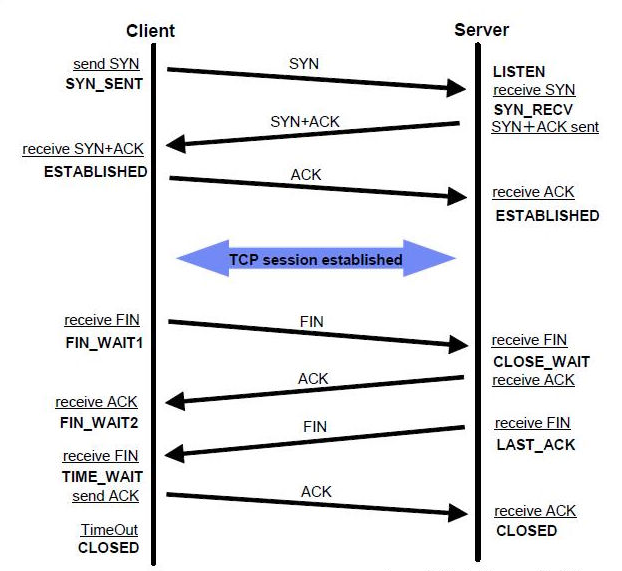 Client
Server
send SYN
SYN_SENT
SYN
LISTEN
receive SYN
SYN_RECV
SYN+ACK sent
SYN+ACK
receive SYN+ACK
ESTABLISHED
ACK
receive ACK
ESTABLISHED
TCP session established
receive FIN
FIN_WAIT1
FIN
receive FIN
CLOSE_WAIT
receive ACK
ACK
receive ACK
FIN_WAIT2
FIN
receive FIN
LAST_ACK
receive FIN
TIME_WAIT
send ACK
ACK
receive ACK
CLOSED
TimeOut
CLOSED